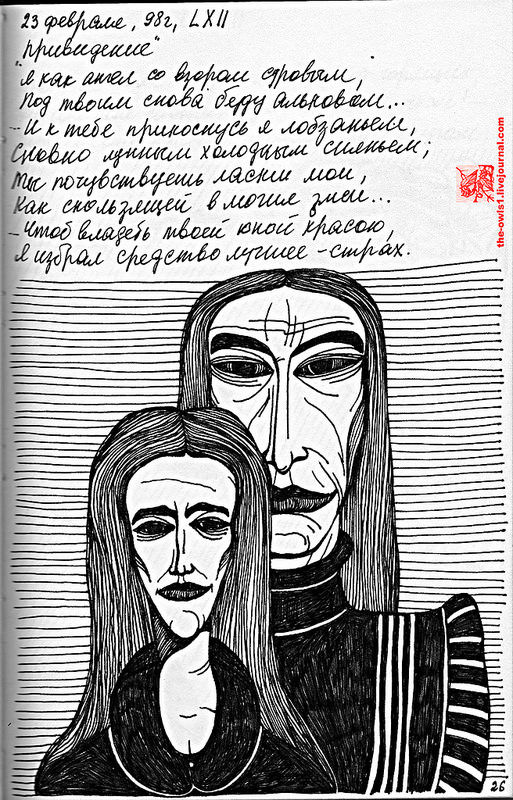 23 февраля, 98г, LXII
"Привидение"
"Я как ангел со взором суровым,
Под твоим снова буду альковом...
- И к тебе прикоснусь я лобзаньем,
Словно лунным холодным сияньем;
Ты почувствуешь ласки мои,
Как скользящей в могиле змеи...
- Чтоб владеть твоей юной красою,
Я избрал средство лучшее - страх.
the-owls1.livejournal.com
26